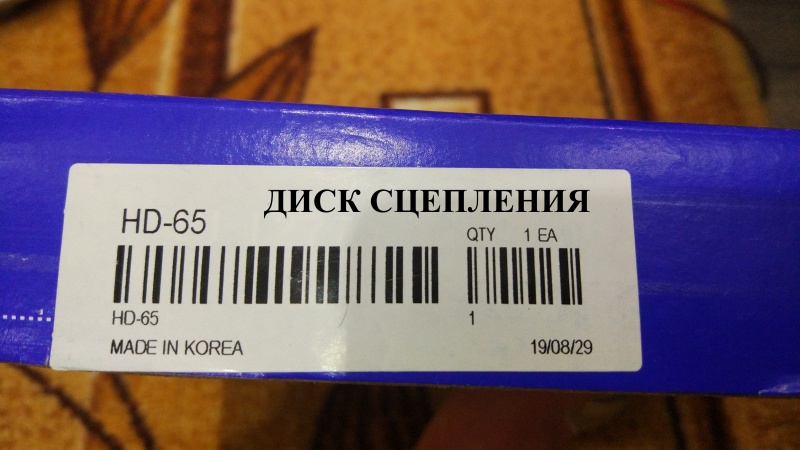 ДИСК СЦЕПЛЕНИЯ
HD-65
QTY 1 EA
HD-65
1
MADE IN KOREA
19/08/29